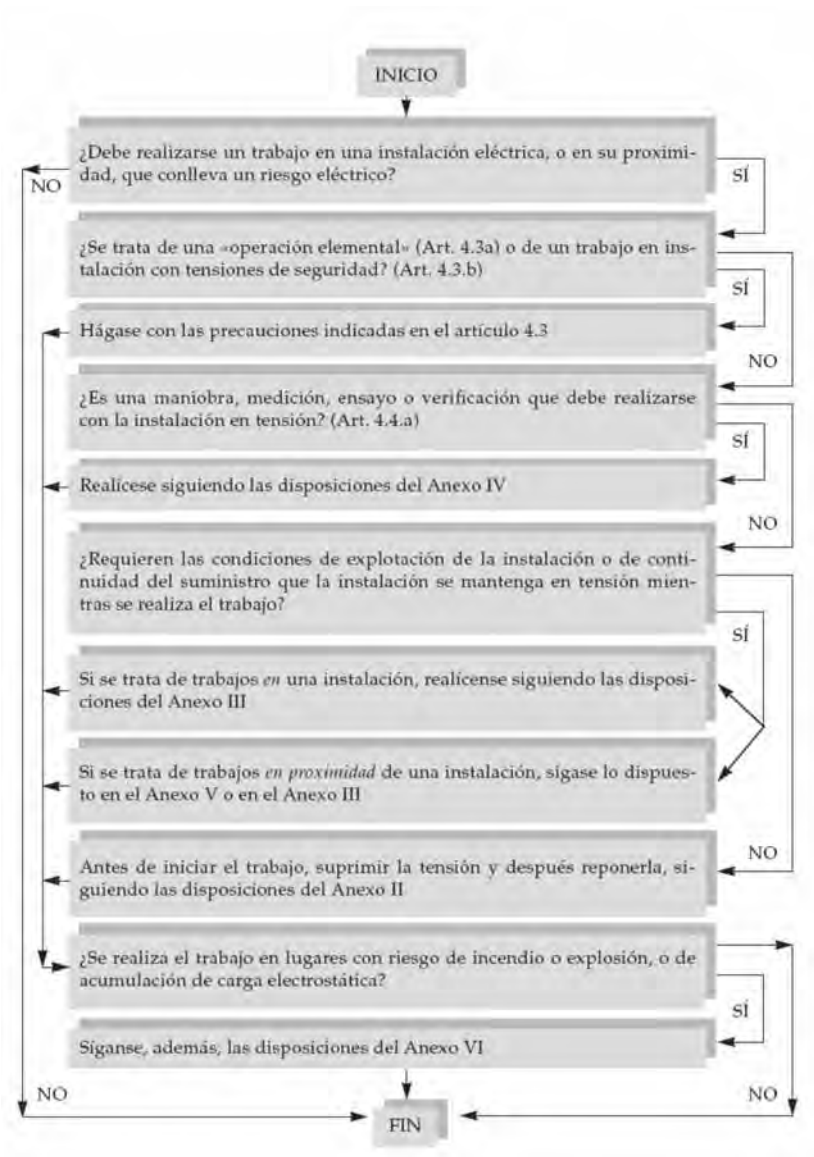 INICIO
¿Debe realizarse un trabajo en una instalación eléctrica, o en su proximi-
dad, que conlleva un riesgo eléctrico?
NO
SÍ
¿Se trata de una «operación elemental» (Art. 4.3a) o de un trabajo en ins-
talación con tensiones de seguridad? (Art. 4.3.b)
SÍ
Hágase con las precauciones indicadas en el artículo 4.3
NO
¿Es una maniobra, medición, ensayo o verificación que debe realizarse
con la instalación en tensión? (Art. 4.4.a)
SÍ
Realícese siguiendo las disposiciones del Anexo IV
NO
¿Requieren las condiciones de explotación de la instalación o de conti-
nuidad del suministro que la instalación se mantenga en tensión mien-
tras se realiza el trabajo?
SÍ
Si se trata de trabajos en una instalación, realícense siguiendo las disposi-
ciones del Anexo III
Si se trata de trabajos en proximidad de una instalación, sígase lo dispues-
to en el Anexo V o en el Anexo III
NO
Antes de iniciar el trabajo, suprimir la tensión y después reponerla, si-
guiendo las disposiciones del Anexo II
¿Se realiza el trabajo en lugares con riesgo de incendio o explosión, o de
acumulación de carga electrostática?
SÍ
Síganse, además, las disposiciones del Anexo VI
NO
NO
FIN